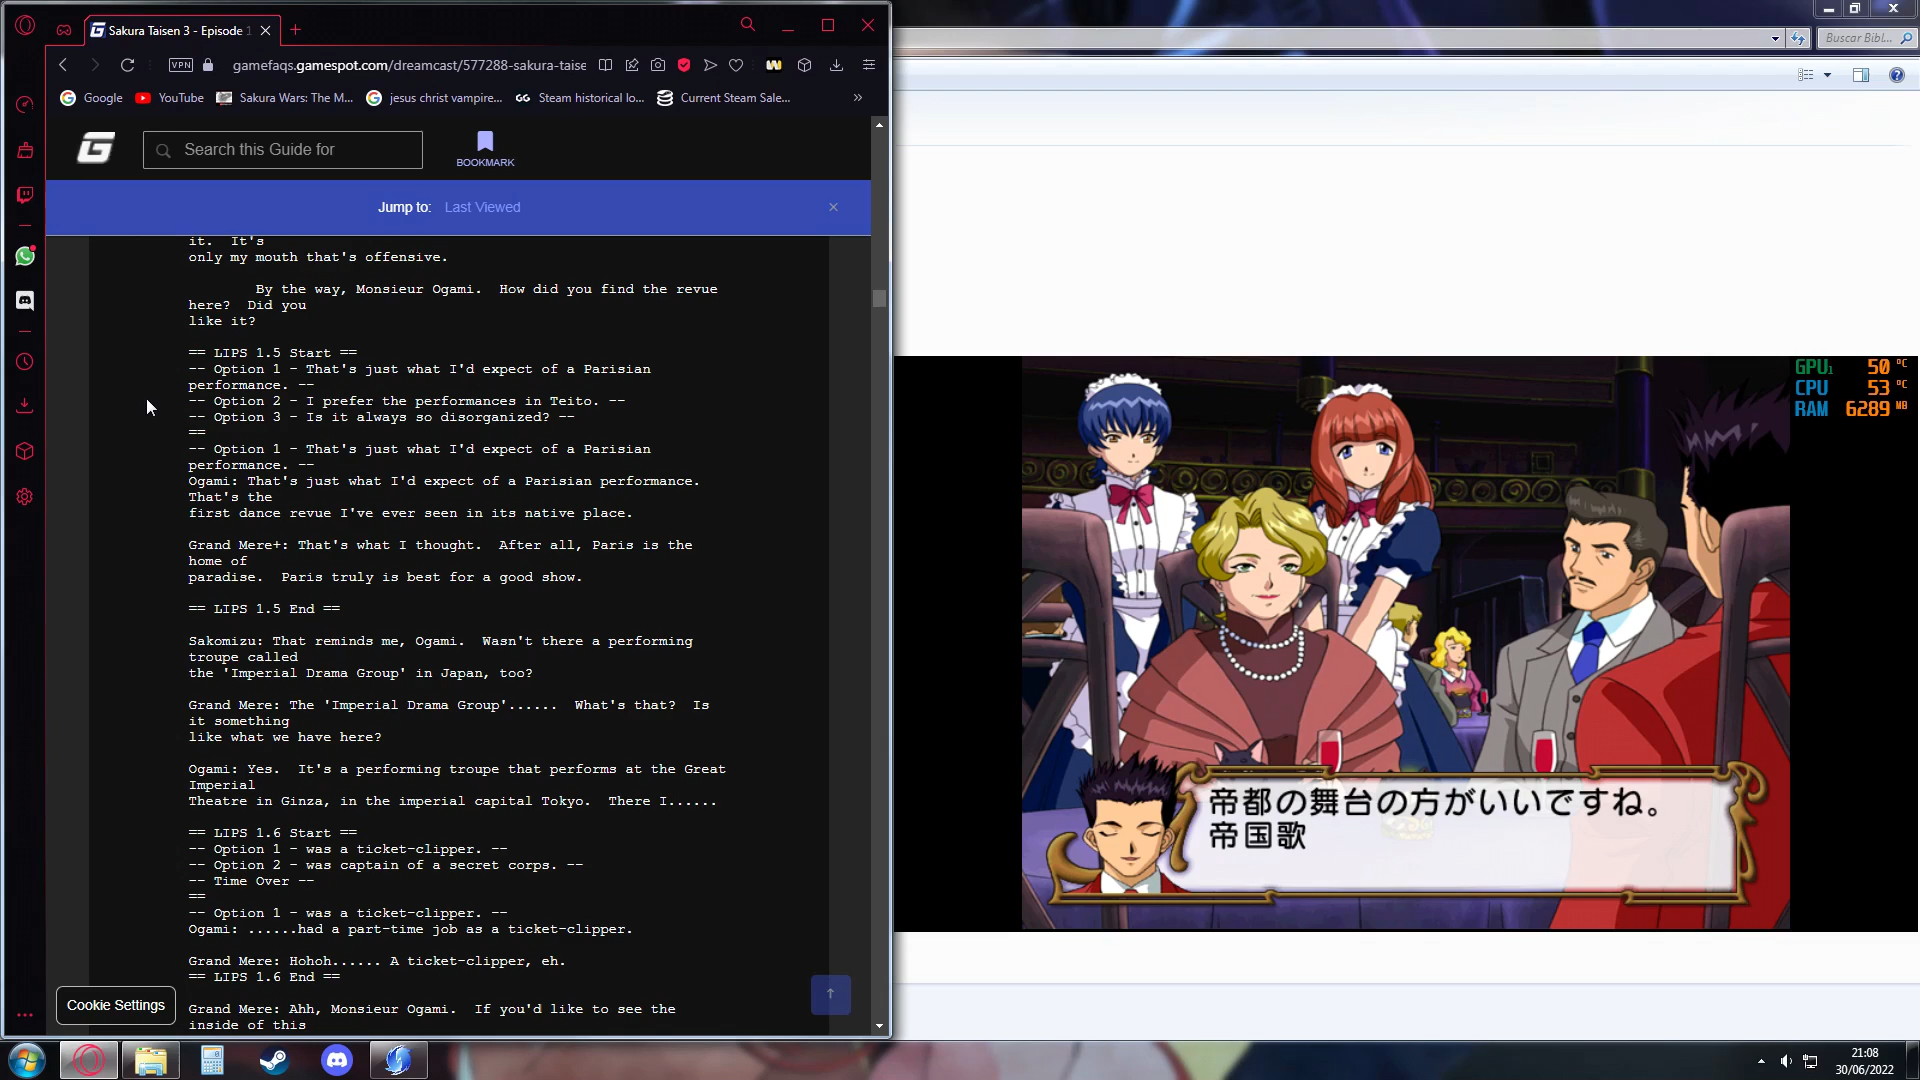 Sakura Taisen 3 - Episode 1
VPN
gamefaqs.gamespot.com/dreamcast/577288-sakura-taise
Google
YouTube
Sakura Wars: The M...
jesus christ vampire...
GG
Steam historical lo...
Current Steam Sale...
Search this Guide for
BOOKMARK
Jump to: Last Viewed
it. It's
only my mouth that's offensive.
By the way, Monsieur Ogami. How did you find the revue
here? Did you
like it?
== LIPS 1.5 Start ==
-- Option 1 - That's just what I'd expect of a Parisian
performance. --
-- Option 2 - I prefer the performances in Teito. --
-- Option 3 - Is it always so disorganized? --
==
-- Option 1 - That's just what I'd expect of a Parisian
performance. --
Ogami: That's just what I'd expect of a Parisian performance.
That's the
first dance revue I've ever seen in its native place.
Grand Mere+: That's what I thought. After all, Paris is the
home of
paradise. Paris truly is best for a good show.
== LIPS 1.5 End ==
Sakomizu: That reminds me, Ogami. Wasn't there a performing
troupe called
the 'Imperial Drama Group' in Japan, too?
Grand Mere: The 'Imperial Drama Group'...... What's that? Is
it something
like what we have here?
Ogami: Yes. It's a performing troupe that performs at the Great
Imperial
Theatre in Ginza, in the imperial capital Tokyo. There I......
== LIPS 1.6 Start ==
-- Option 1 - was a ticket-clipper. --
-- Option 2 - was captain of a secret corps. --
-- Time Over --
==
-- Option 1 - was a ticket-clipper. --
Ogami: ......had a part-time job as a ticket-clipper.
Grand Mere: Hohoh...... A ticket-clipper, eh.
== LIPS 1.6 End ==
Grand Mere: Ahh, Monsieur Ogami. If you'd like to see the
inside of this
Cookie Settings
Buscar Bibl...
GPU1 50 °C
CPU 53 °C
RAM 6289 MB
帝都の舞台の方がいいですね。
帝国歌
21:08
30/06/2022